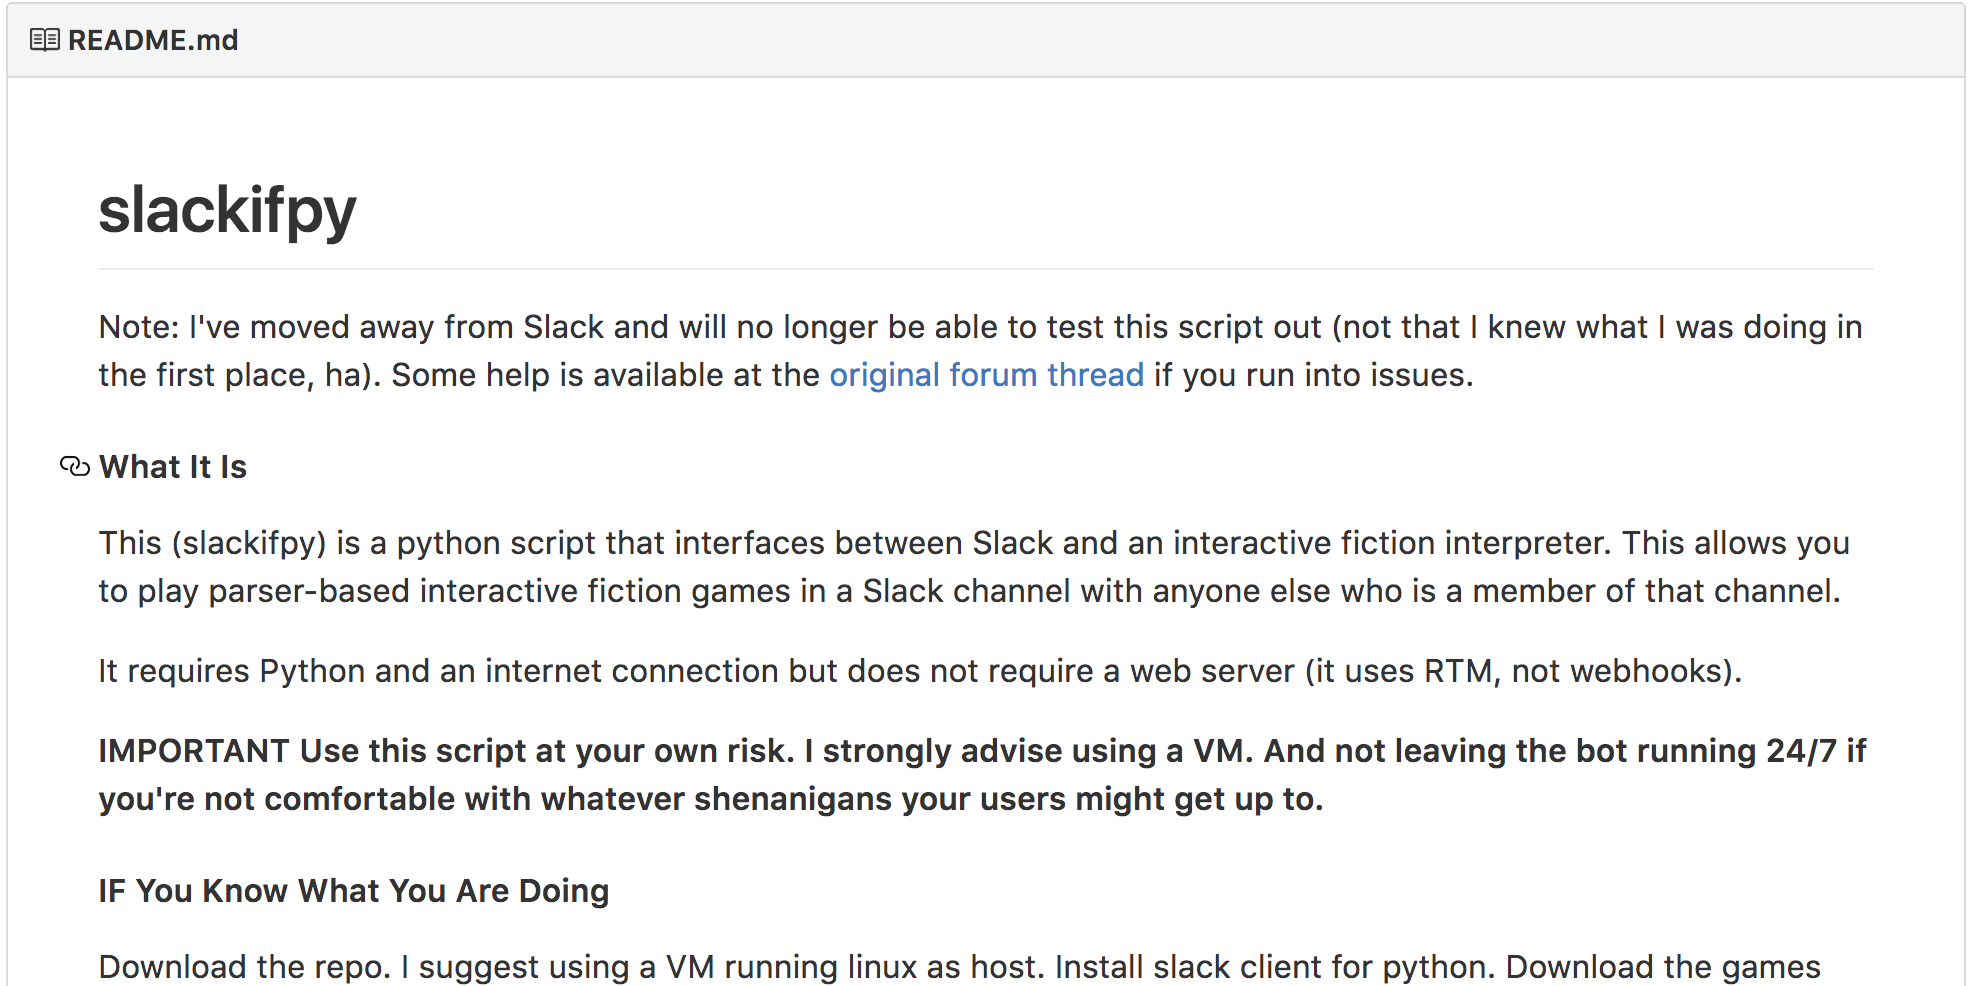 README.md
slackifpy
Note: I've moved away from Slack and will no longer be able to test this script out (not that I knew what I was doing in
the first place, ha). Some help is available at the original forum thread if you run into issues.
What It Is
This (slackifpy) is a python script that interfaces between Slack and an interactive fiction interpreter. This allows you
to play parser-based interactive fiction games in a Slack channel with anyone else who is a member of that channel.
It requires Python and an internet connection but does not require a web server (it uses RTM, not webhooks).
IMPORTANT Use this script at your own risk. I strongly advise using a VM. And not leaving the bot running 24/7 if
you're not comfortable with whatever shenanigans your users might get up to.
IF You Know What You Are Doing
Download the repo. I suggest using a VM running linux as host. Install slack client for python. Download the games